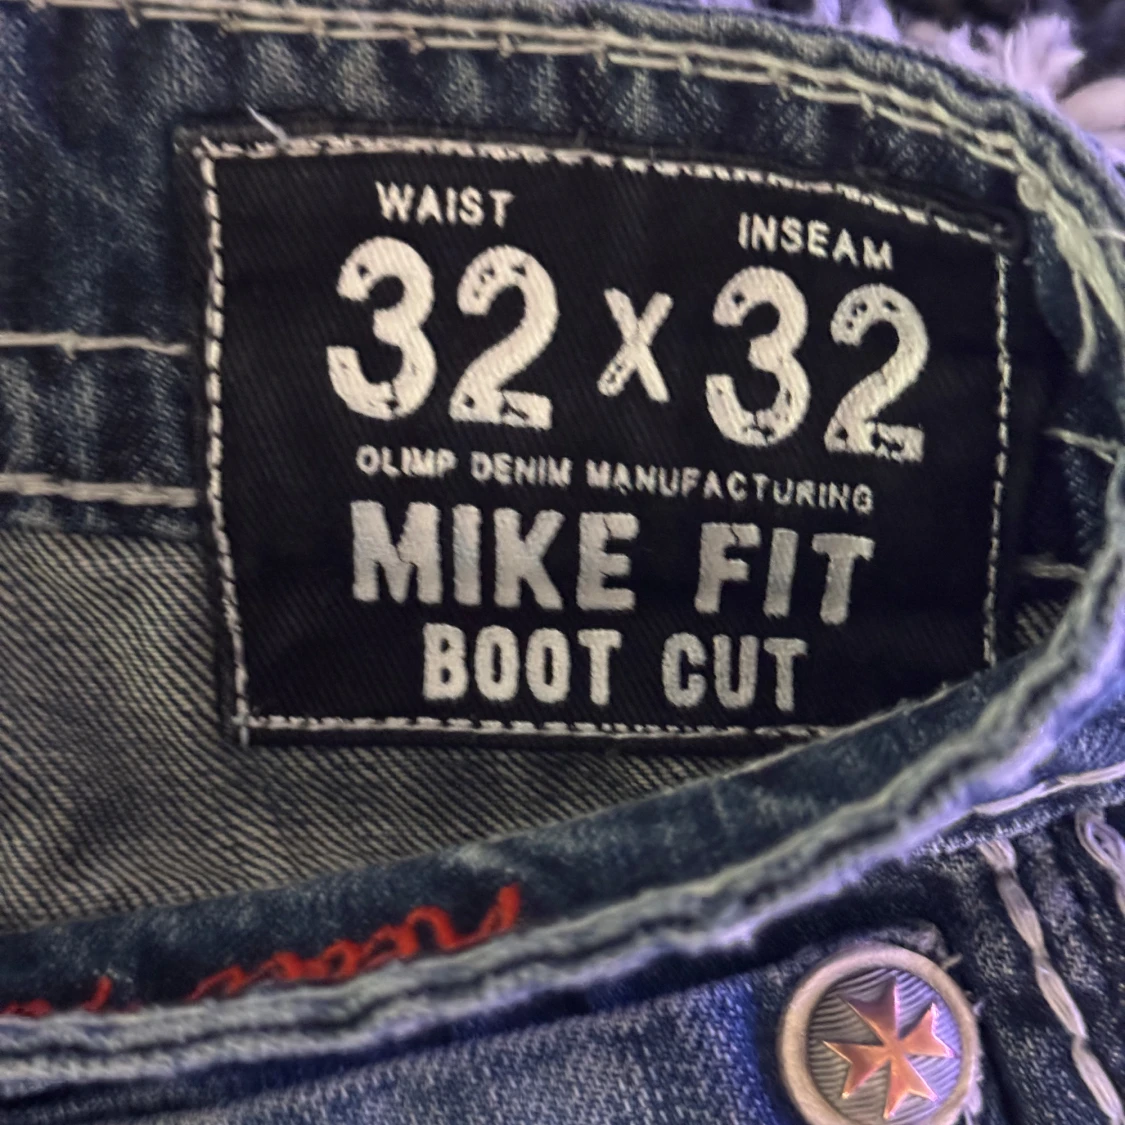 WAIST
INSEAM
32 x 32
OLIMP DENIM MANUFACTURING
MIKE FIT
BOOT CUT